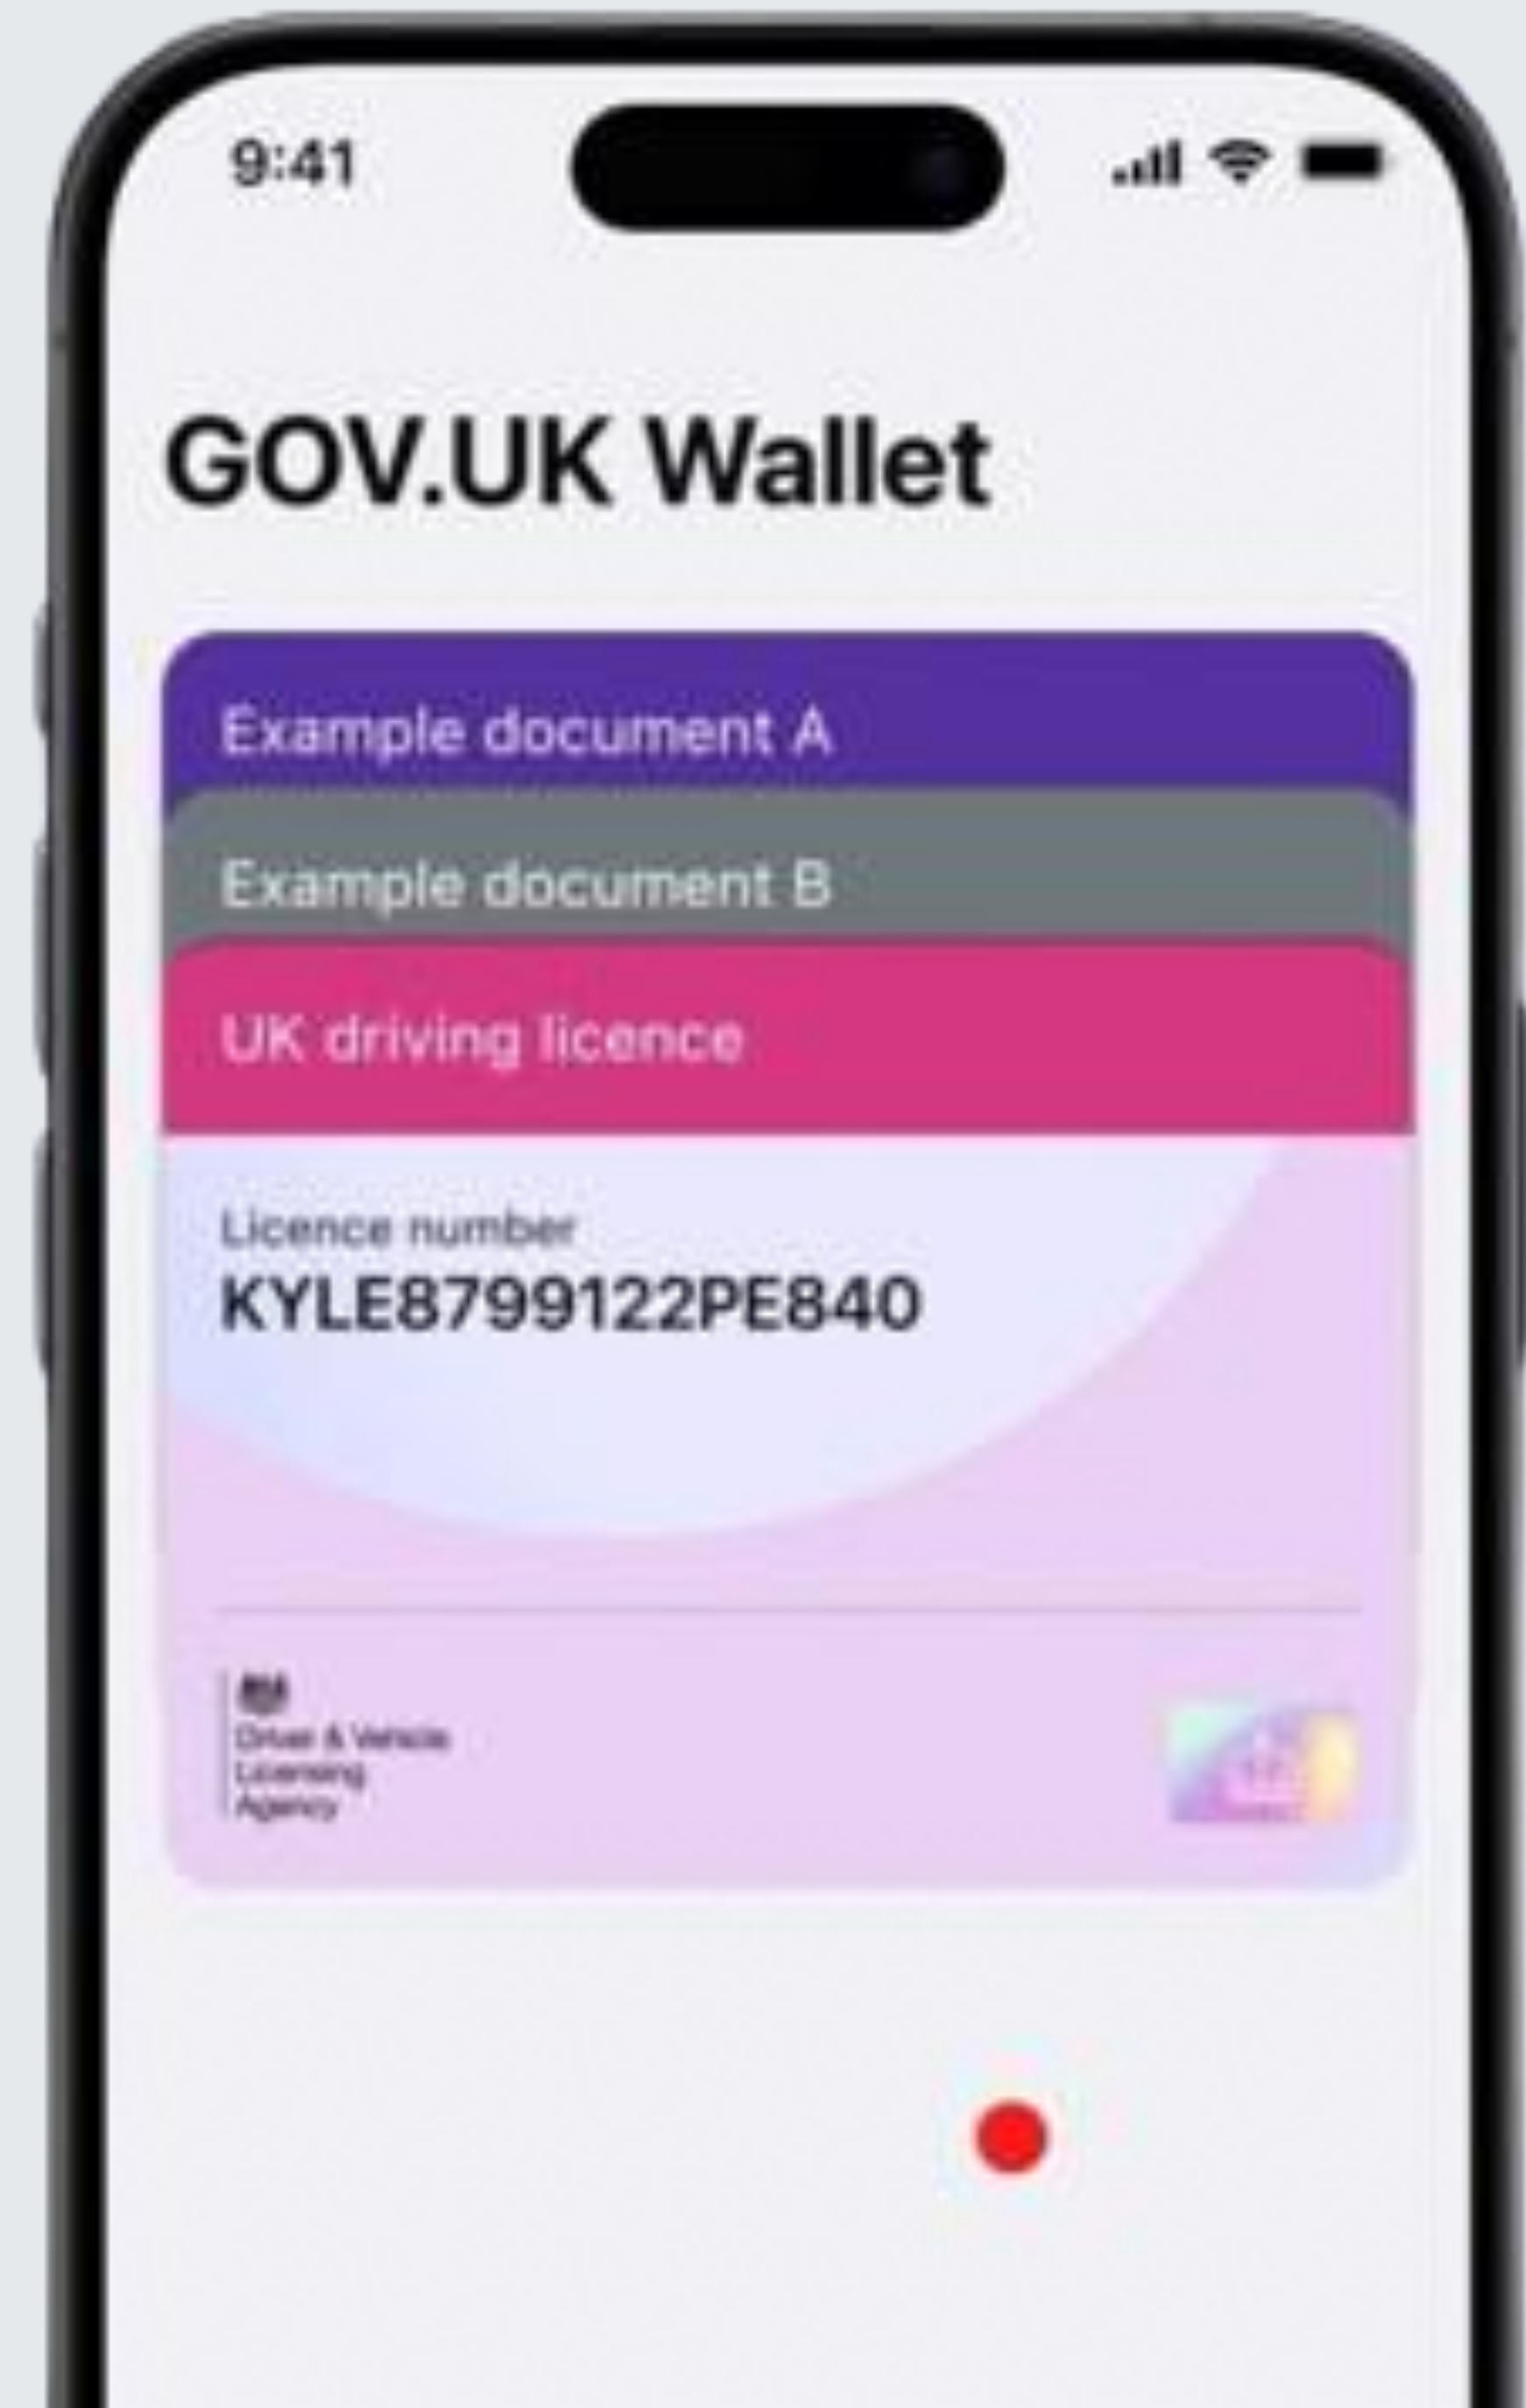 9:41
GOV.UK Wallet
Example document A
Example document B
UK driving licence
Licence number
KYLE8799122PE840
Driver & Vehicle
Licensing
Agency